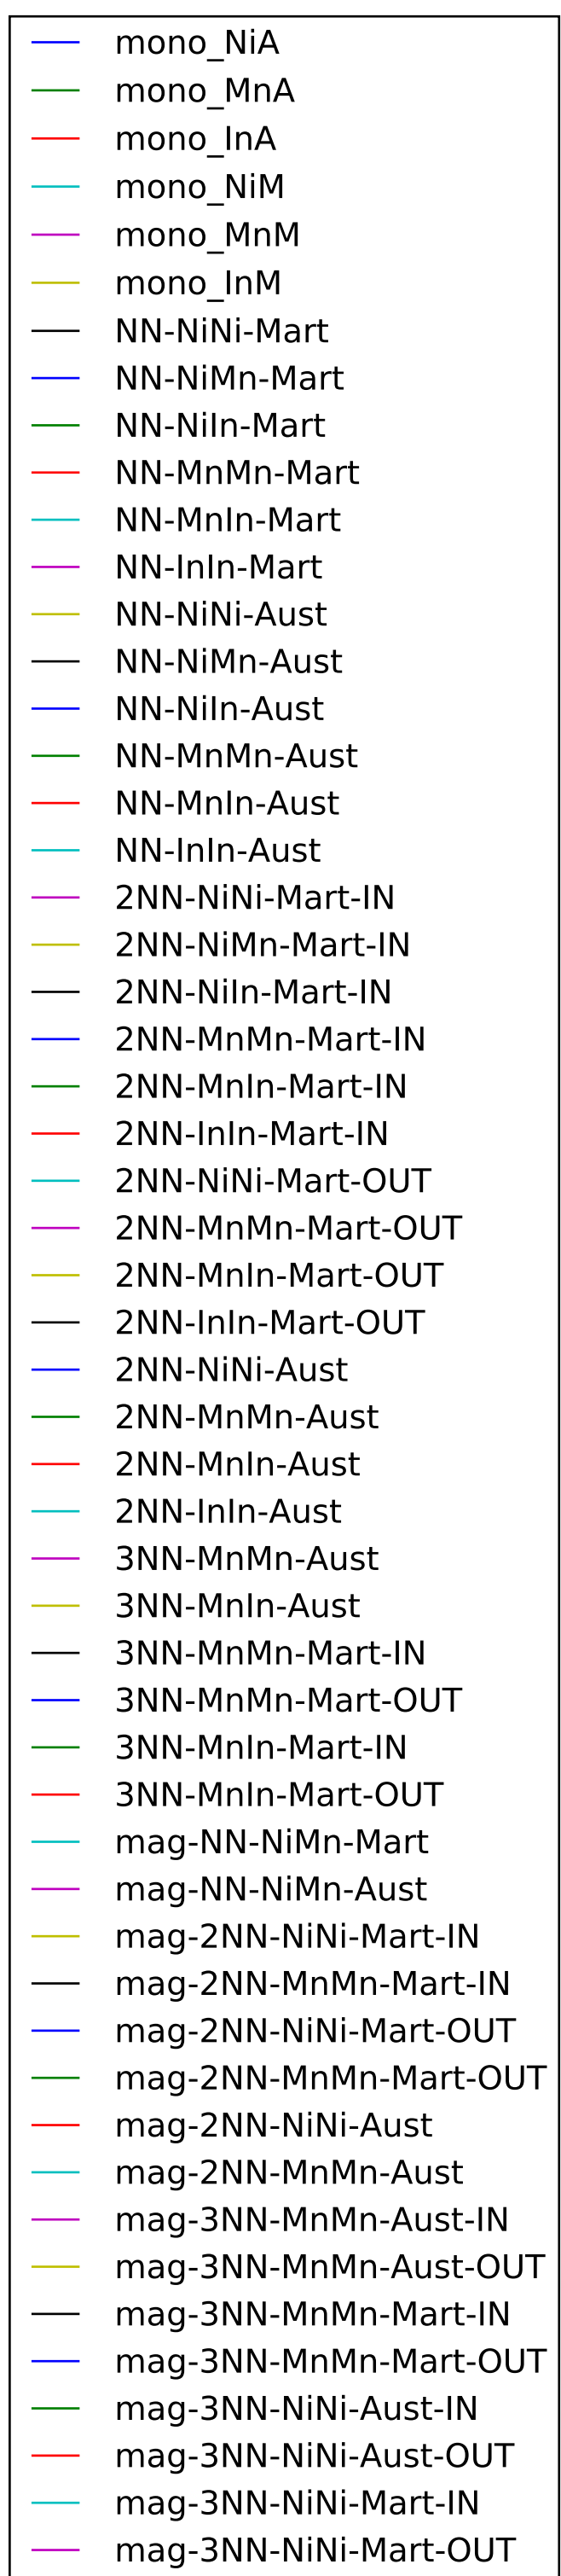 mono_NiA
mono_MnA
mono_InA
mono_NiM
mono_MnM
mono_InM
NN-NiNi-Mart
NN-NiMn-Mart
NN-NiIn-Mart
NN-MnMn-Mart
NN-MnIn-Mart
NN-InIn-Mart
NN-NiNi-Aust
NN-NiMn-Aust
NN-NiIn-Aust
NN-MnMn-Aust
NN-MnIn-Aust
NN-InIn-Aust
2NN-NiNi-Mart-IN
2NN-NiMn-Mart-IN
2NN-NiIn-Mart-IN
2NN-MnMn-Mart-IN
2NN-MnIn-Mart-IN
2NN-InIn-Mart-IN
2NN-NiNi-Mart-OUT
2NN-MnMn-Mart-OUT
2NN-MnIn-Mart-OUT
2NN-InIn-Mart-OUT
2NN-NiNi-Aust
2NN-MnMn-Aust
2NN-MnIn-Aust
2NN-InIn-Aust
3NN-MnMn-Aust
3NN-MnIn-Aust
3NN-MnMn-Mart-IN
3NN-MnMn-Mart-OUT
3NN-MnIn-Mart-IN
3NN-MnIn-Mart-OUT
mag-NN-NiMn-Mart
mag-NN-NiMn-Aust
mag-2NN-NiNi-Mart-IN
mag-2NN-MnMn-Mart-IN
mag-2NN-NiNi-Mart-OUT
mag-2NN-MnMn-Mart-OUT
mag-2NN-NiNi-Aust
mag-2NN-MnMn-Aust
mag-3NN-MnMn-Aust-IN
mag-3NN-MnMn-Aust-OUT
mag-3NN-MnMn-Mart-IN
mag-3NN-MnMn-Mart-OUT
mag-3NN-NiNi-Aust-IN
mag-3NN-NiNi-Aust-OUT
mag-3NN-NiNi-Mart-IN
mag-3NN-NiNi-Mart-OUT